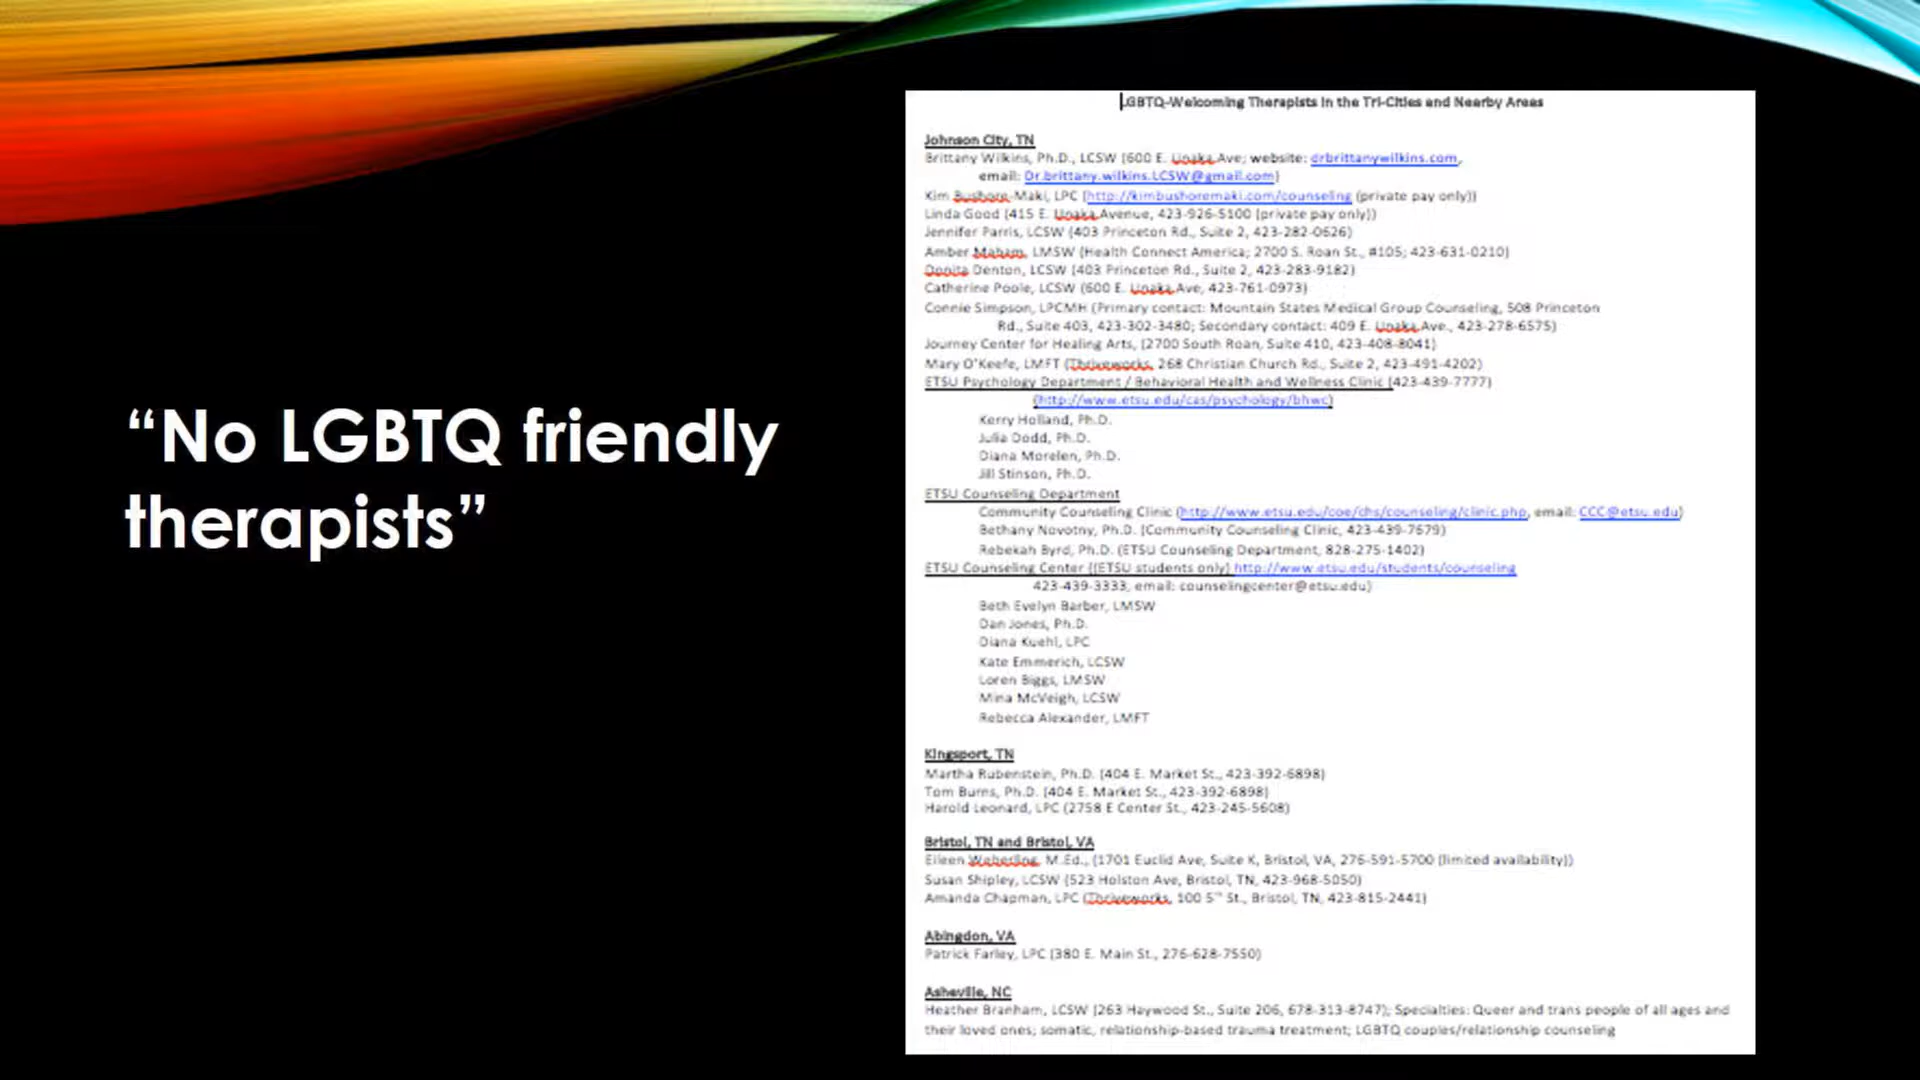 “No LGBTQ friendly
therapists”
LGBTQ-Welcoming Therapists in the Tri-Cities and Nearby Areas
Johnson City, TN
Brittany Wilkins, Ph.D., LCSW (600 E. Unaka Ave; website: drbrittanywilkins.com,
email: Dr.brittany.wilkins.LCSW@gmail.com)
Kim Bushore-Maki, LPC (http://kimbushoremaki.com/counseling (private pay only))
Linda Good (415 E. Unaka Avenue, 423-926-5100 (private pay only))
Jennifer Parris, LCSW (403 Princeton Rd., Suite 2, 423-282-0626)
Amber Maham, LMSW (Health Connect America; 2700 S. Roan St., #105; 423-631-0210)
Donita Denton, LCSW (403 Princeton Rd., Suite 2, 423-283-9182)
Catherine Poole, LCSW (600 E. Unaka Ave, 423-761-0973)
Connie Simpson, LPCMH (Primary contact: Mountain States Medical Group Counseling, 508 Princeton
Rd., Suite 403, 423-302-3480; Secondary contact: 409 E. Unaka Ave., 423-278-6575)
Journey Center for Healing Arts, (2700 South Roan, Suite 410, 423-408-8041)
Mary O'Keefe, LMFT (Thriveworks, 268 Christian Church Rd., Suite 2, 423-491-4202)
ETSU Psychology Department / Behavioral Health and Wellness Clinic (423-439-7777)
(http://www.etsu.edu/cas/psychology/bhwc)
Kerry Holland, Ph.D.
Julia Dodd, Ph.D.
Diana Morelen, Ph.D.
Jill Stinson, Ph.D.
ETSU Counseling Department
Community Counseling Clinic (http://www.etsu.edu/coe/chs/counseling/clinic.php, email: CCC@etsu.edu)
Bethany Novotny, Ph.D. (Community Counseling Clinic, 423-439-7679)
Rebekah Byrd, Ph.D. (ETSU Counseling Department, 828-275-1402)
ETSU Counseling Center ((ETSU students only) http://www.etsu.edu/students/counseling
423-439-3333, email: counselingcenter@etsu.edu)
Beth Evelyn Barber, LMSW
Dan Jones, Ph.D.
Diana Kuehl, LPC
Kate Emmerich, LCSW
Loren Biggs, LMSW
Mina McVeigh, LCSW
Rebecca Alexander, LMFT
Kingsport, TN
Martha Rubenstein, Ph.D. (404 E. Market St., 423-392-6898)
Tom Burns, Ph.D. (404 E. Market St., 423-392-6898)
Harold Leonard, LPC (2758 E Center St., 423-245-5608)
Bristol, TN and Bristol, VA
Eileen Weberling, M.Ed., (1701 Euclid Ave, Suite K, Bristol, VA, 276-591-5700 (limited availability))
Susan Shipley, LCSW (523 Holston Ave, Bristol, TN, 423-968-5050)
Amanda Chapman, LPC (Thriveworks, 100 5th St., Bristol, TN, 423-815-2441)
Abingdon, VA
Patrick Farley, LPC (380 E. Main St., 276-628-7550)
Asheville, NC
Heather Branham, LCSW (263 Haywood St., Suite 206, 678-313-8747); Specialties: Queer and trans people of all ages and
their loved ones; somatic, relationship-based trauma treatment; LGBTQ couples/relationship counseling